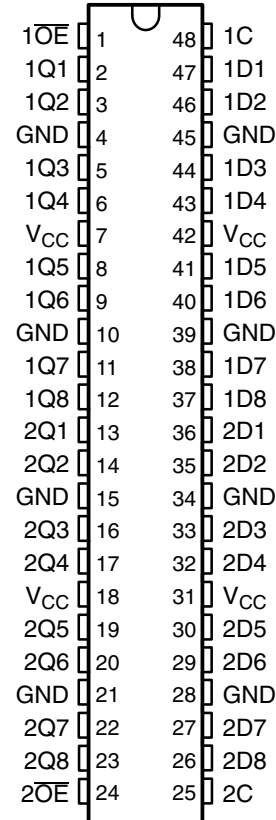 1O̅E̅ 1 48 1C
1Q1 2 47 1D1
1Q2 3 46 1D2
GND 4 45 GND
1Q3 5 44 1D3
1Q4 6 43 1D4
VCC 7 42 VCC
1Q5 8 41 1D5
1Q6 9 40 1D6
GND 10 39 GND
1Q7 11 38 1D7
1Q8 12 37 1D8
2Q1 13 36 2D1
2Q2 14 35 2D2
GND 15 34 GND
2Q3 16 33 2D3
2Q4 17 32 2D4
VCC 18 31 VCC
2Q5 19 30 2D5
2Q6 20 29 2D6
GND 21 28 GND
2Q7 22 27 2D7
2Q8 23 26 2D8
2O̅E̅ 24 25 2C